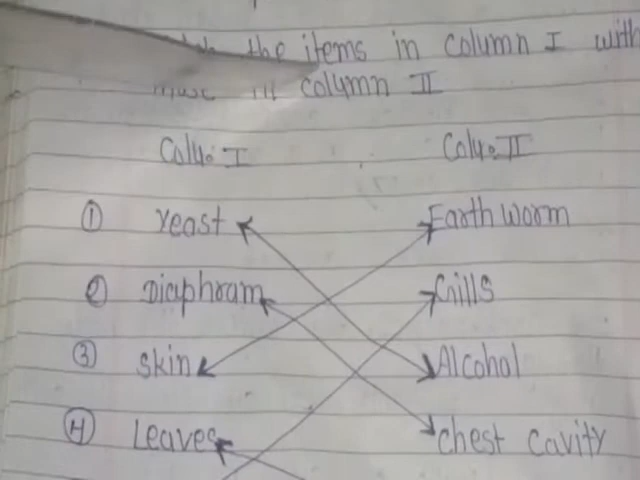 the items in column I with
in column II
Colu. I Colu. II
① Yeast Earth worm
② Diaphram Gills
③ Skin Alcohol
④ Leaves Chest cavity